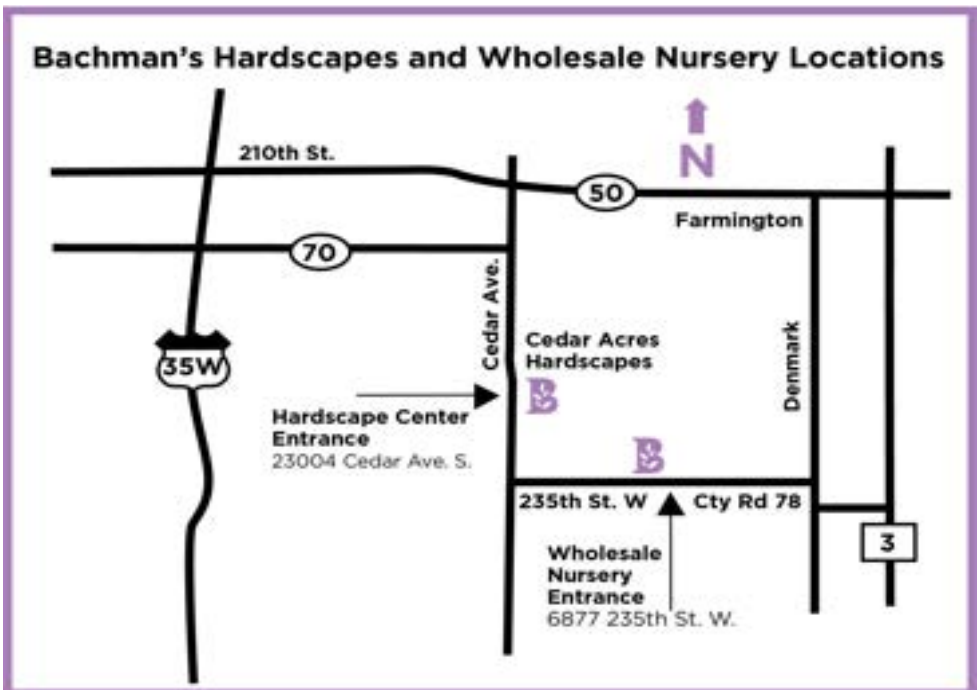 Bachman's Hardscapes and Wholesale Nursery Locations
N
210th St.
50
Farmington
70
Cedar Ave.
Denmark
35W
Cedar Acres
Hardscapes
B
Hardscape Center
Entrance
23004 Cedar Ave. S.
B
235th St. W
Cty Rd 78
3
Wholesale
Nursery
Entrance
6877 235th St. W.